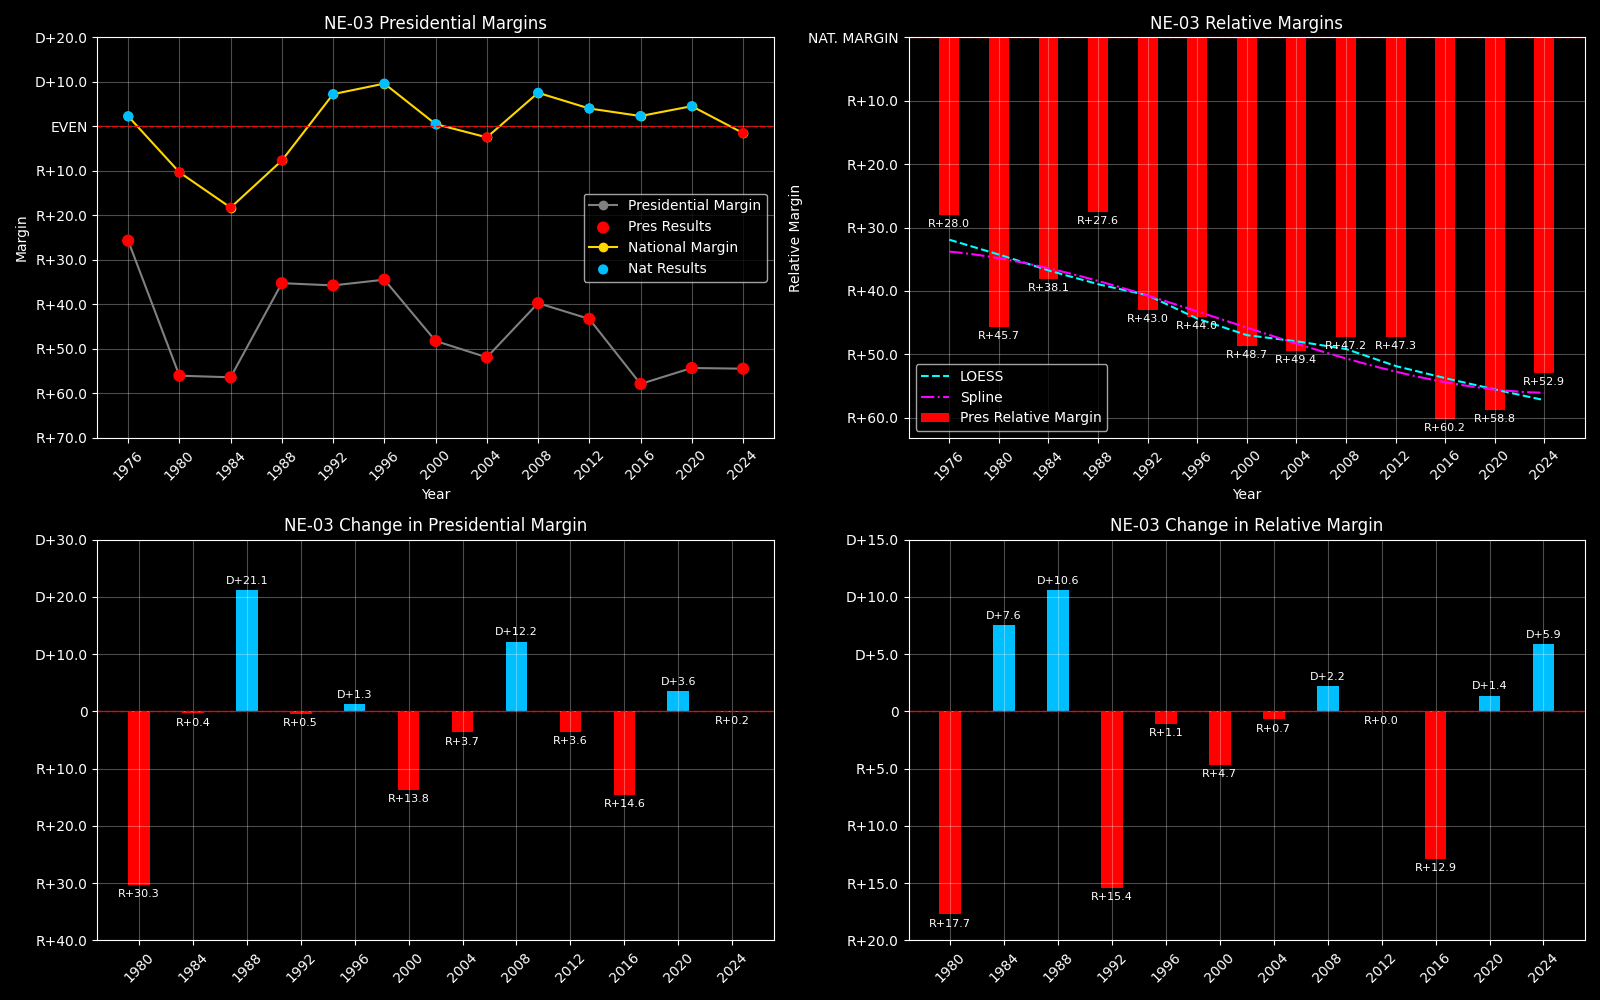 NE-03 Presidential Margins
D+20.0
D+10.0
EVEN
R+10.0
R+20.0
R+30.0
R+40.0
R+50.0
R+60.0
R+70.0
Margin
Presidential Margin
Pres Results
National Margin
Nat Results
1976
1980
1984
1988
1992
1996
2000
2004
2008
2012
2016
2020
2024
Year
NE-03 Relative Margins
NAT. MARGIN
R+10.0
R+20.0
R+30.0
R+40.0
R+50.0
R+60.0
Relative Margin
R+28.0
R+45.7
R+38.1
R+27.6
R+43.0
R+44.0
R+48.7
R+49.4
R+47.2
R+47.3
R+60.2
R+58.8
R+52.9
LOESS
Spline
Pres Relative Margin
1976
1980
1984
1988
1992
1996
2000
2004
2008
2012
2016
2020
2024
Year
NE-03 Change in Presidential Margin
D+30.0
D+20.0
D+10.0
0
R+10.0
R+20.0
R+30.0
R+40.0
R+30.3
R+0.4
D+21.1
R+0.5
D+1.3
R+13.8
R+3.7
D+12.2
R+3.6
R+14.6
D+3.6
R+0.2
1980
1984
1988
1992
1996
2000
2004
2008
2012
2016
2020
2024
NE-03 Change in Relative Margin
D+15.0
D+10.0
D+5.0
0
R+5.0
R+10.0
R+15.0
R+20.0
R+17.7
D+7.6
D+10.6
R+15.4
R+1.1
R+4.7
R+0.7
D+2.2
R+0.0
R+12.9
D+1.4
D+5.9
1980
1984
1988
1992
1996
2000
2004
2008
2012
2016
2020
2024